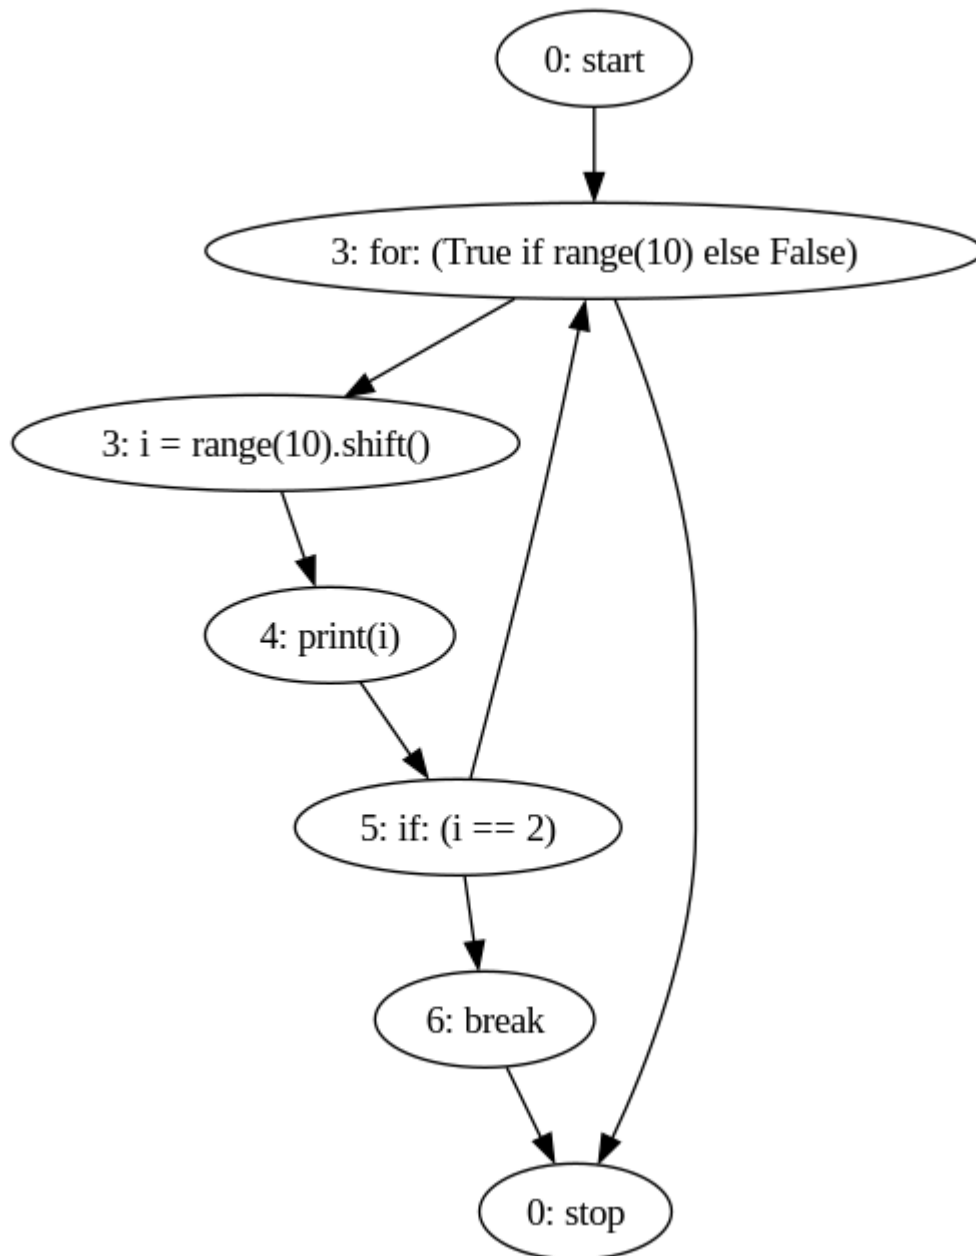 0: start
3: for: (True if range(10) else False)
3: i = range(10).shift()
4: print(i)
5: if: (i == 2)
6: break
0: stop